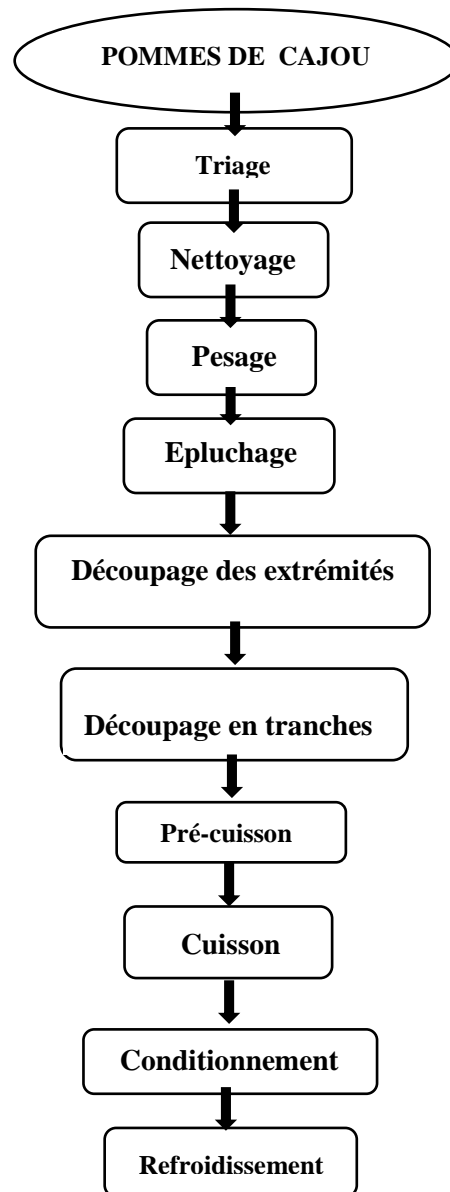 POMMES DE CAJOU
Triage
Nettoyage
Pesage
Epluchage
Découpage des extrémités
Découpage en tranches
Pré-cuisson
Cuisson
Conditionnement
Refroidissement